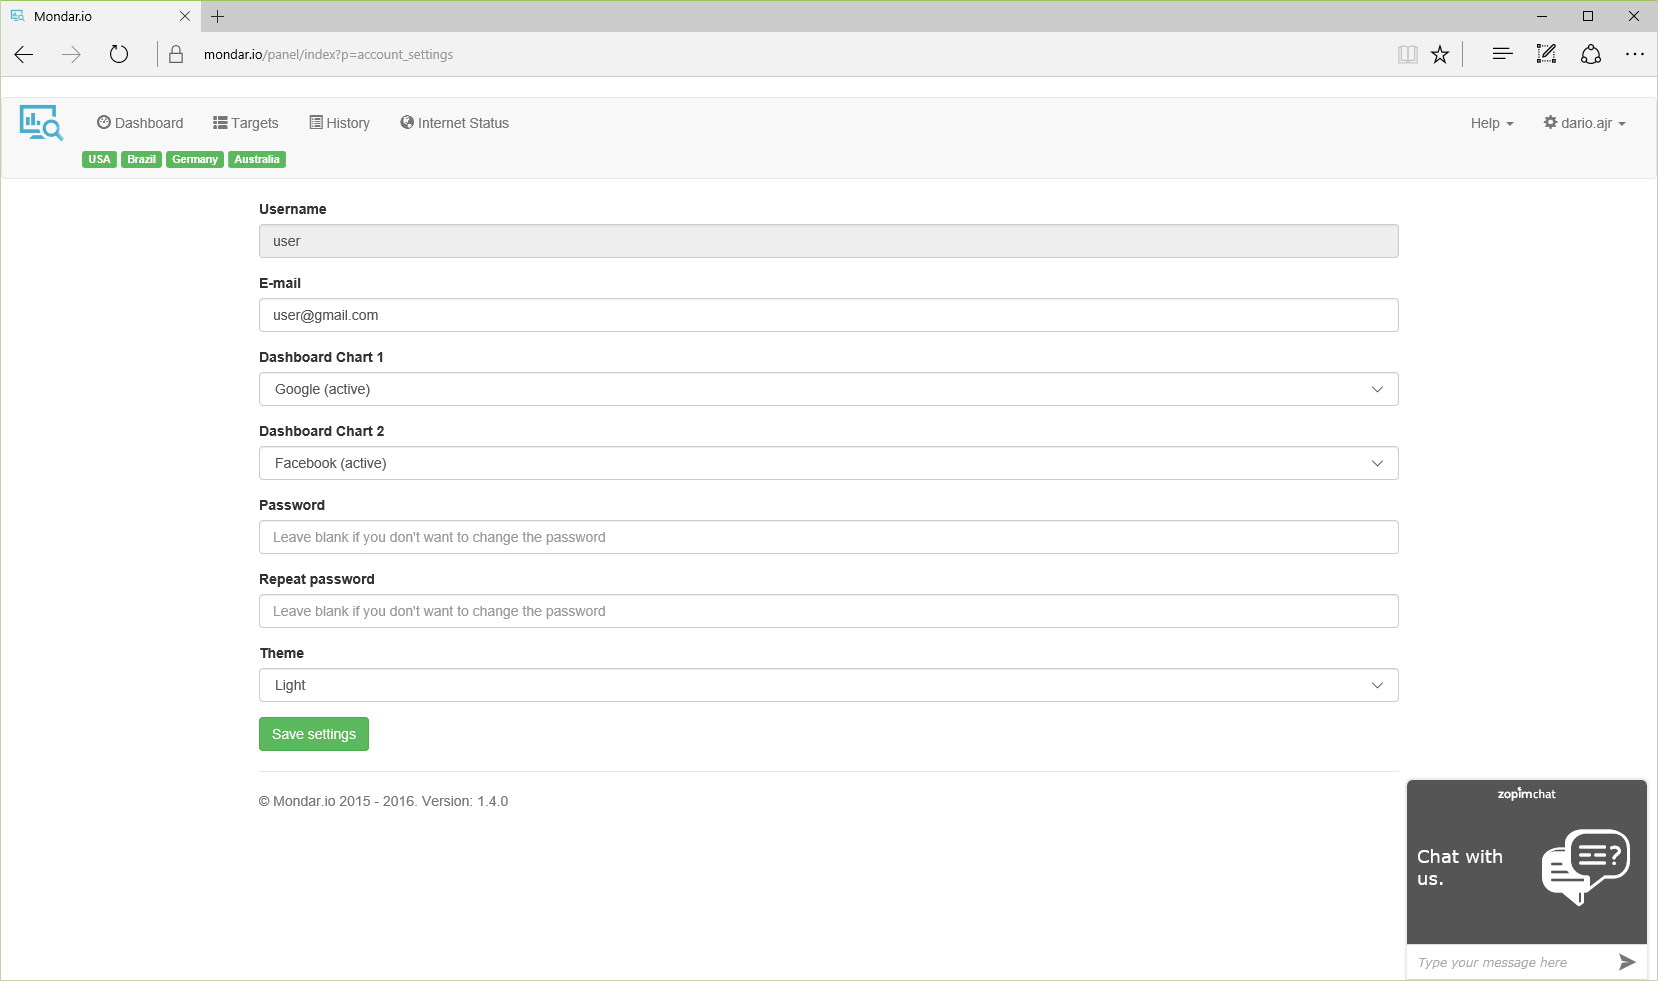 Mondar.io
mondar.io/panel/index?p=account_settings
Dashboard Targets History Internet Status Help dario.ajr
USA Brazil Germany Australia
Username
user
E-mail
user@gmail.com
Dashboard Chart 1
Google (active)
Dashboard Chart 2
Facebook (active)
Password
Leave blank if you don't want to change the password
Repeat password
Leave blank if you don't want to change the password
Theme
Light
Save settings
© Mondar.io 2015 - 2016. Version: 1.4.0
zopim chat
Chat with
us.
Type your message here